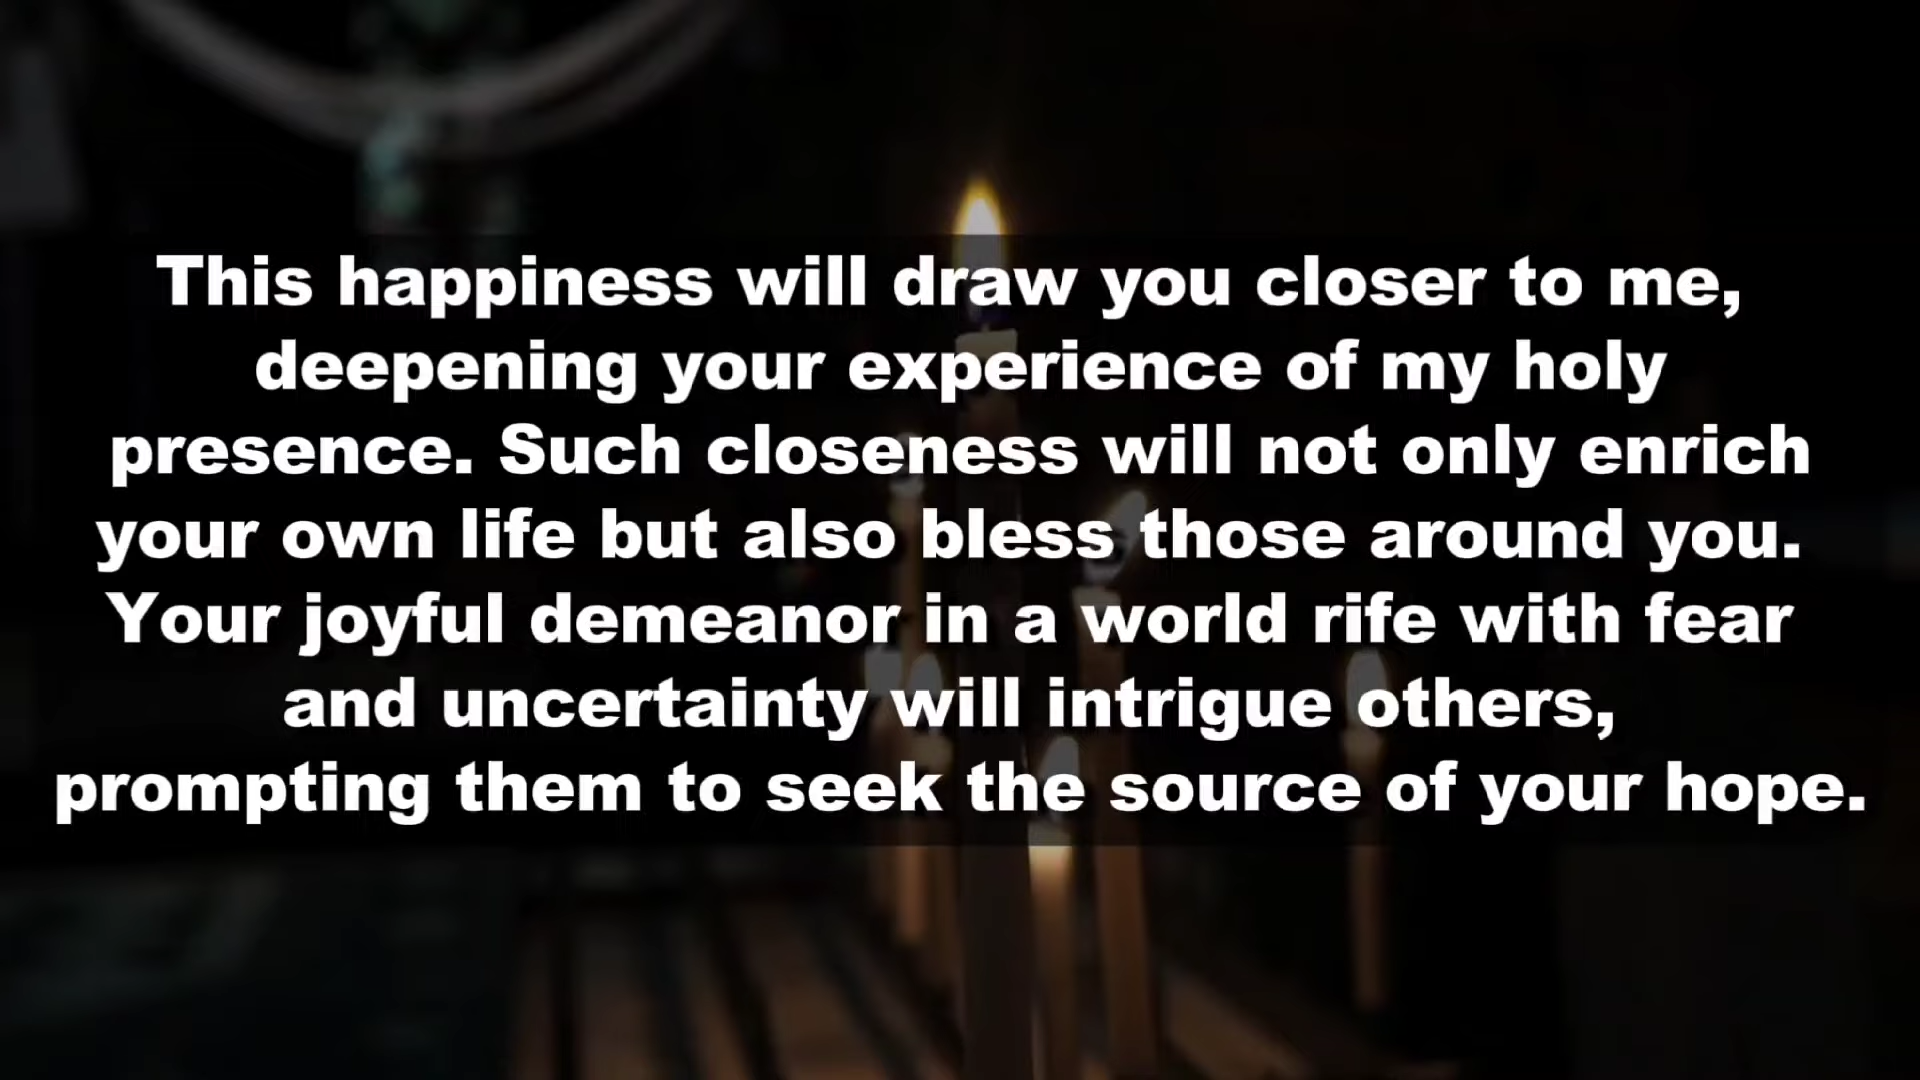 This happiness will draw you closer to me,
deepening your experience of my holy
presence. Such closeness will not only enrich
your own life but also bless those around you.
Your joyful demeanor in a world rife with fear
and uncertainty will intrigue others,
prompting them to seek the source of your hope.